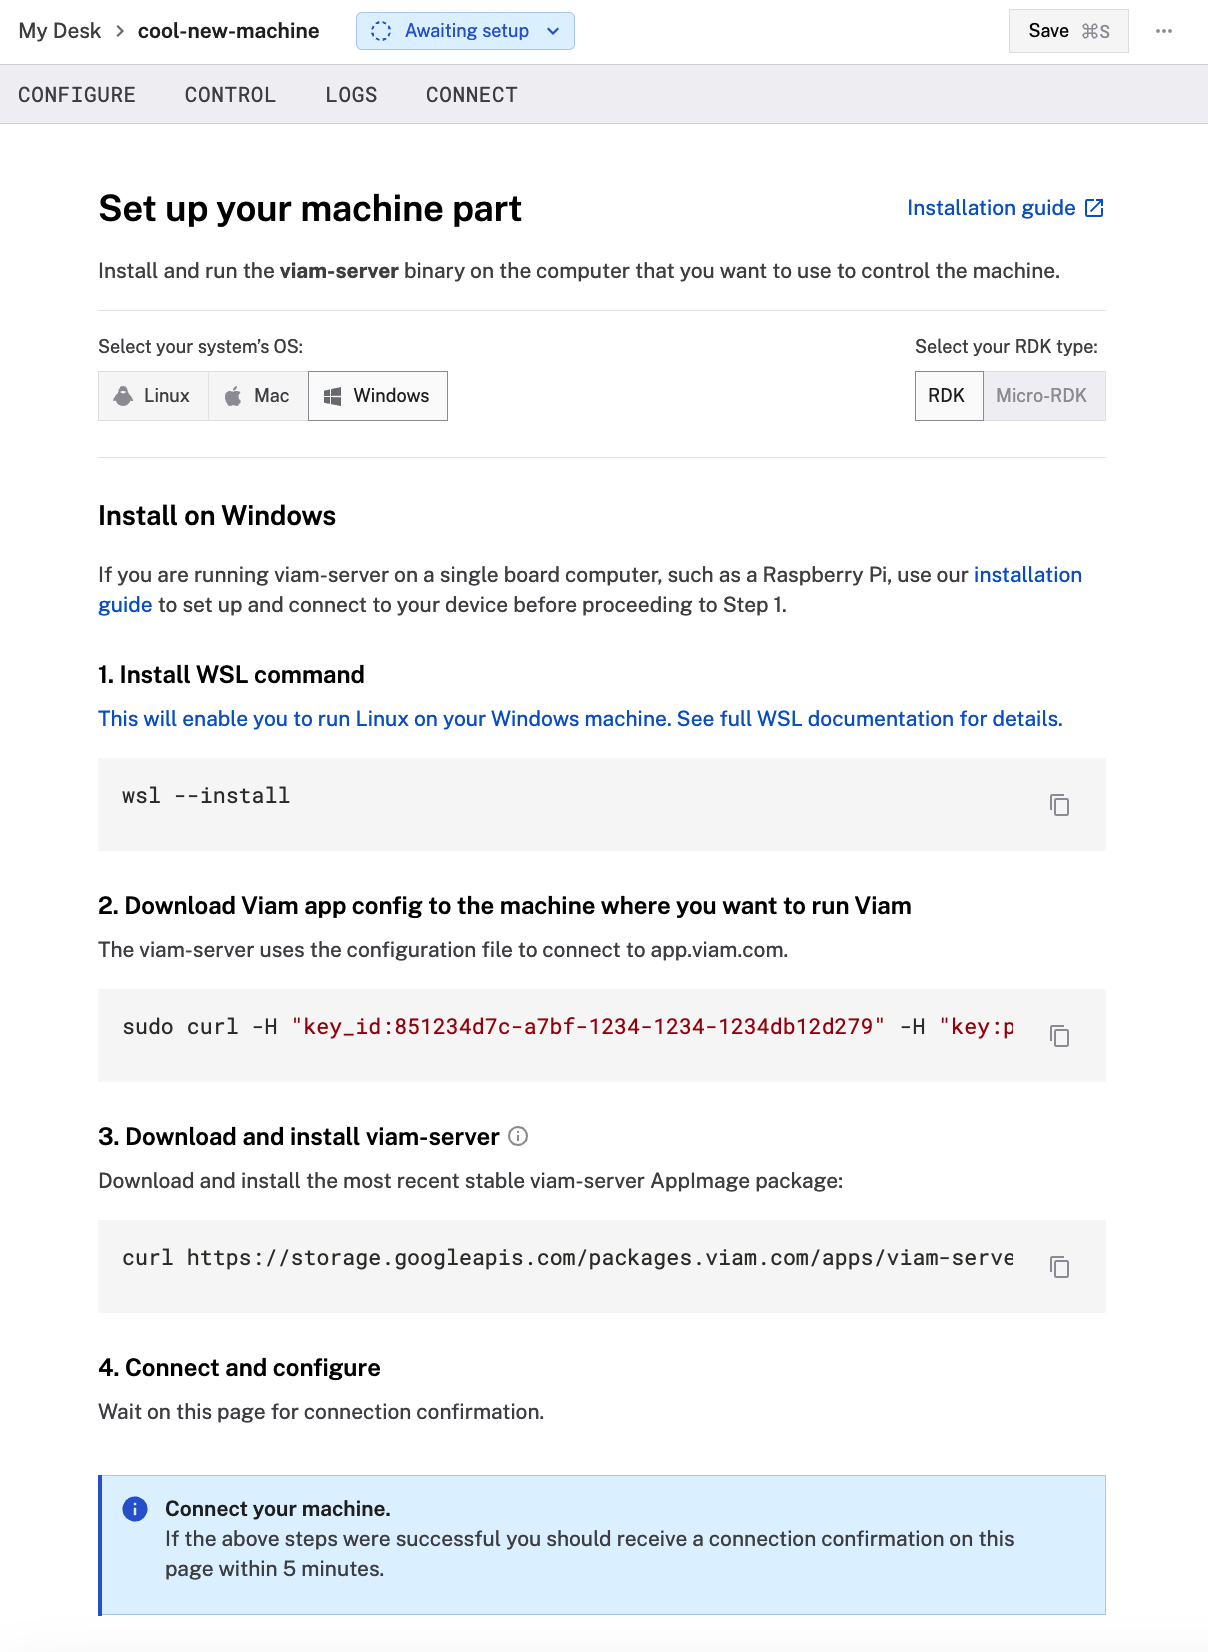 My Desk > cool-new-machine Awaiting setup Save ⌘S ···
CONFIGURE CONTROL LOGS CONNECT
Set up your machine part Installation guide
Install and run the viam-server binary on the computer that you want to use to control the machine.
Select your system's OS: Select your RDK type:
Linux Mac Windows RDK Micro-RDK
Install on Windows
If you are running viam-server on a single board computer, such as a Raspberry Pi, use our installation
guide to set up and connect to your device before proceeding to Step 1.
1. Install WSL command
This will enable you to run Linux on your Windows machine. See full WSL documentation for details.
wsl --install
2. Download Viam app config to the machine where you want to run Viam
The viam-server uses the configuration file to connect to app.viam.com.
sudo curl -H "key_id:851234d7c-a7bf-1234-1234-1234db12d279" -H "key:p
3. Download and install viam-server
Download and install the most recent stable viam-server AppImage package:
curl https://storage.googleapis.com/packages.viam.com/apps/viam-serve
4. Connect and configure
Wait on this page for connection confirmation.
Connect your machine.
If the above steps were successful you should receive a connection confirmation on this
page within 5 minutes.